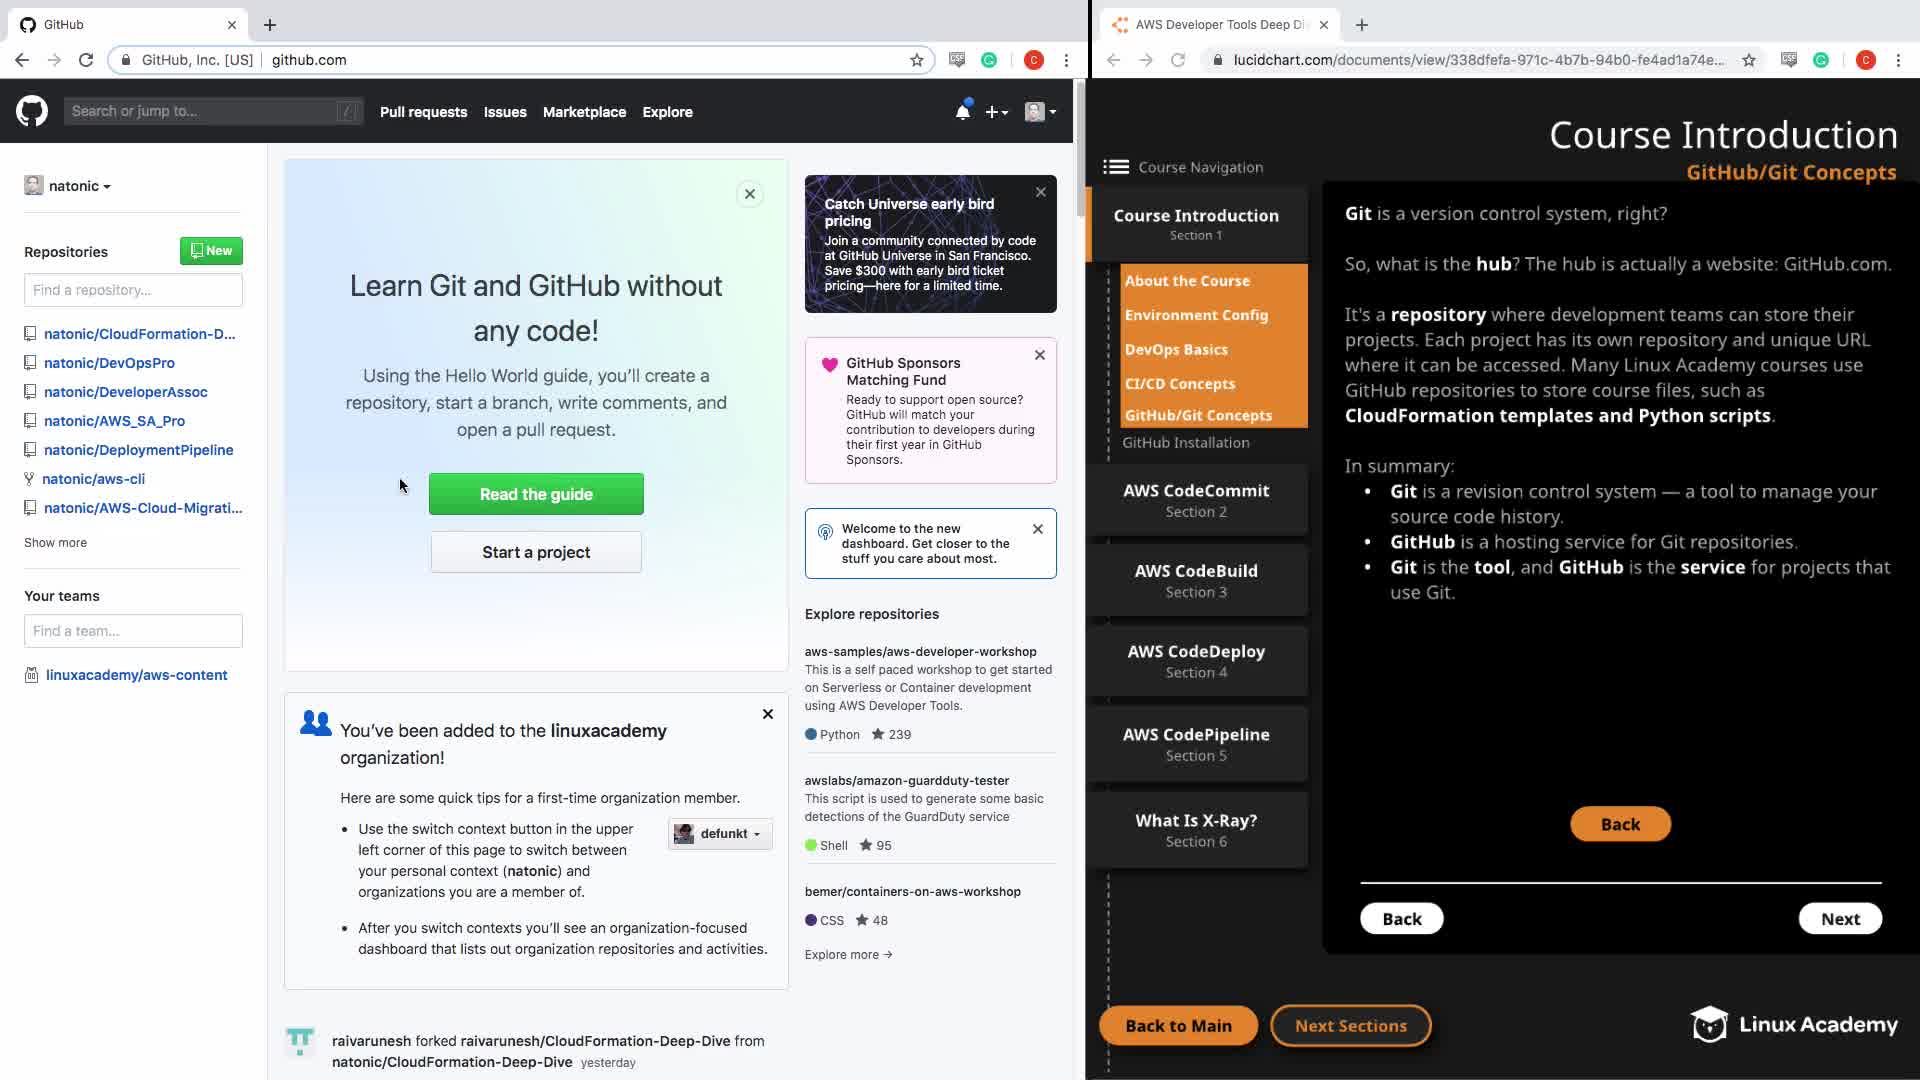 GitHub
GitHub, Inc. [US] | github.com
Search or jump to... /
Pull requests Issues Marketplace Explore
natonic
Repositories
New
Find a repository...
natonic/CloudFormation-D...
natonic/DevOpsPro
natonic/DeveloperAssoc
natonic/AWS_SA_Pro
natonic/DeploymentPipeline
natonic/aws-cli
natonic/AWS-Cloud-Migrati...
Show more
Your teams
Find a team...
linuxacademy/aws-content
Learn Git and GitHub without
any code!
Using the Hello World guide, you’ll create a
repository, start a branch, write comments, and
open a pull request.
Read the guide
Start a project
You’ve been added to the linuxacademy
organization!
Here are some quick tips for a first-time organization member.
• Use the switch context button in the upper
left corner of this page to switch between
your personal context (natonic) and
organizations you are a member of.
defunkt
• After you switch contexts you’ll see an organization-focused
dashboard that lists out organization repositories and activities.
raivarunesh forked raivarunesh/CloudFormation-Deep-Dive from
natonic/CloudFormation-Deep-Dive yesterday
Catch Universe early bird
pricing
Join a community connected by code
at GitHub Universe in San Francisco.
Save $300 with early bird ticket
pricing—here for a limited time.
GitHub Sponsors
Matching Fund
Ready to support open source?
GitHub will match your
contribution to developers during
their first year in GitHub
Sponsors.
Welcome to the new
dashboard. Get closer to the
stuff you care about most.
Explore repositories
aws-samples/aws-developer-workshop
This is a self paced workshop to get started
on Serverless or Container development
using AWS Developer Tools.
Python ★ 239
awslabs/amazon-guardduty-tester
This script is used to generate some basic
detections of the GuardDuty service
Shell ★ 95
bemer/containers-on-aws-workshop
CSS ★ 48
Explore more →
AWS Developer Tools Deep Di
lucidchart.com/documents/view/338dfefa-971c-4b7b-94b0-fe4ad1a74e...
C
C
Course Introduction
GitHub/Git Concepts
Course Navigation
Course Introduction
Section 1
About the Course
Environment Config
DevOps Basics
CI/CD Concepts
GitHub/Git Concepts
GitHub Installation
AWS CodeCommit
Section 2
AWS CodeBuild
Section 3
AWS CodeDeploy
Section 4
AWS CodePipeline
Section 5
What Is X-Ray?
Section 6
Git is a version control system, right?
So, what is the hub? The hub is actually a website: GitHub.com.
It's a repository where development teams can store their
projects. Each project has its own repository and unique URL
where it can be accessed. Many Linux Academy courses use
GitHub repositories to store course files, such as
CloudFormation templates and Python scripts.
In summary:
• Git is a revision control system — a tool to manage your
source code history.
• GitHub is a hosting service for Git repositories.
• Git is the tool, and GitHub is the service for projects that
use Git.
Back
Back
Next
Back to Main
Next Sections
Linux Academy